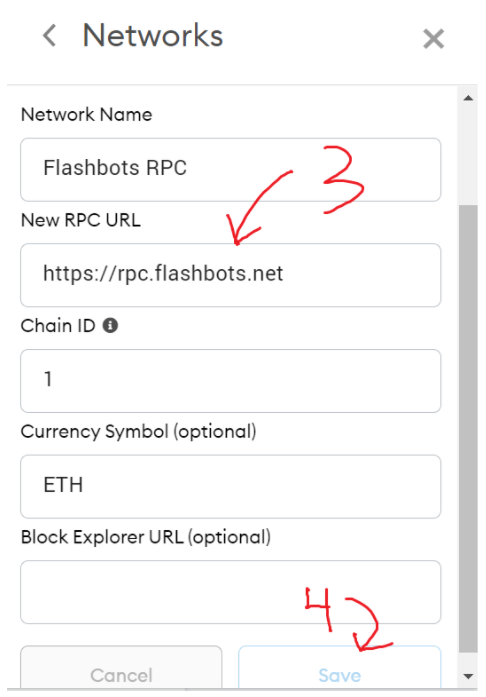 Networks
Network Name
Flashbots RPC
3
New RPC URL
https://rpc.flashbots.net
Chain ID
1
Currency Symbol (optional)
ETH
Block Explorer URL (optional)
4
Cancel Save